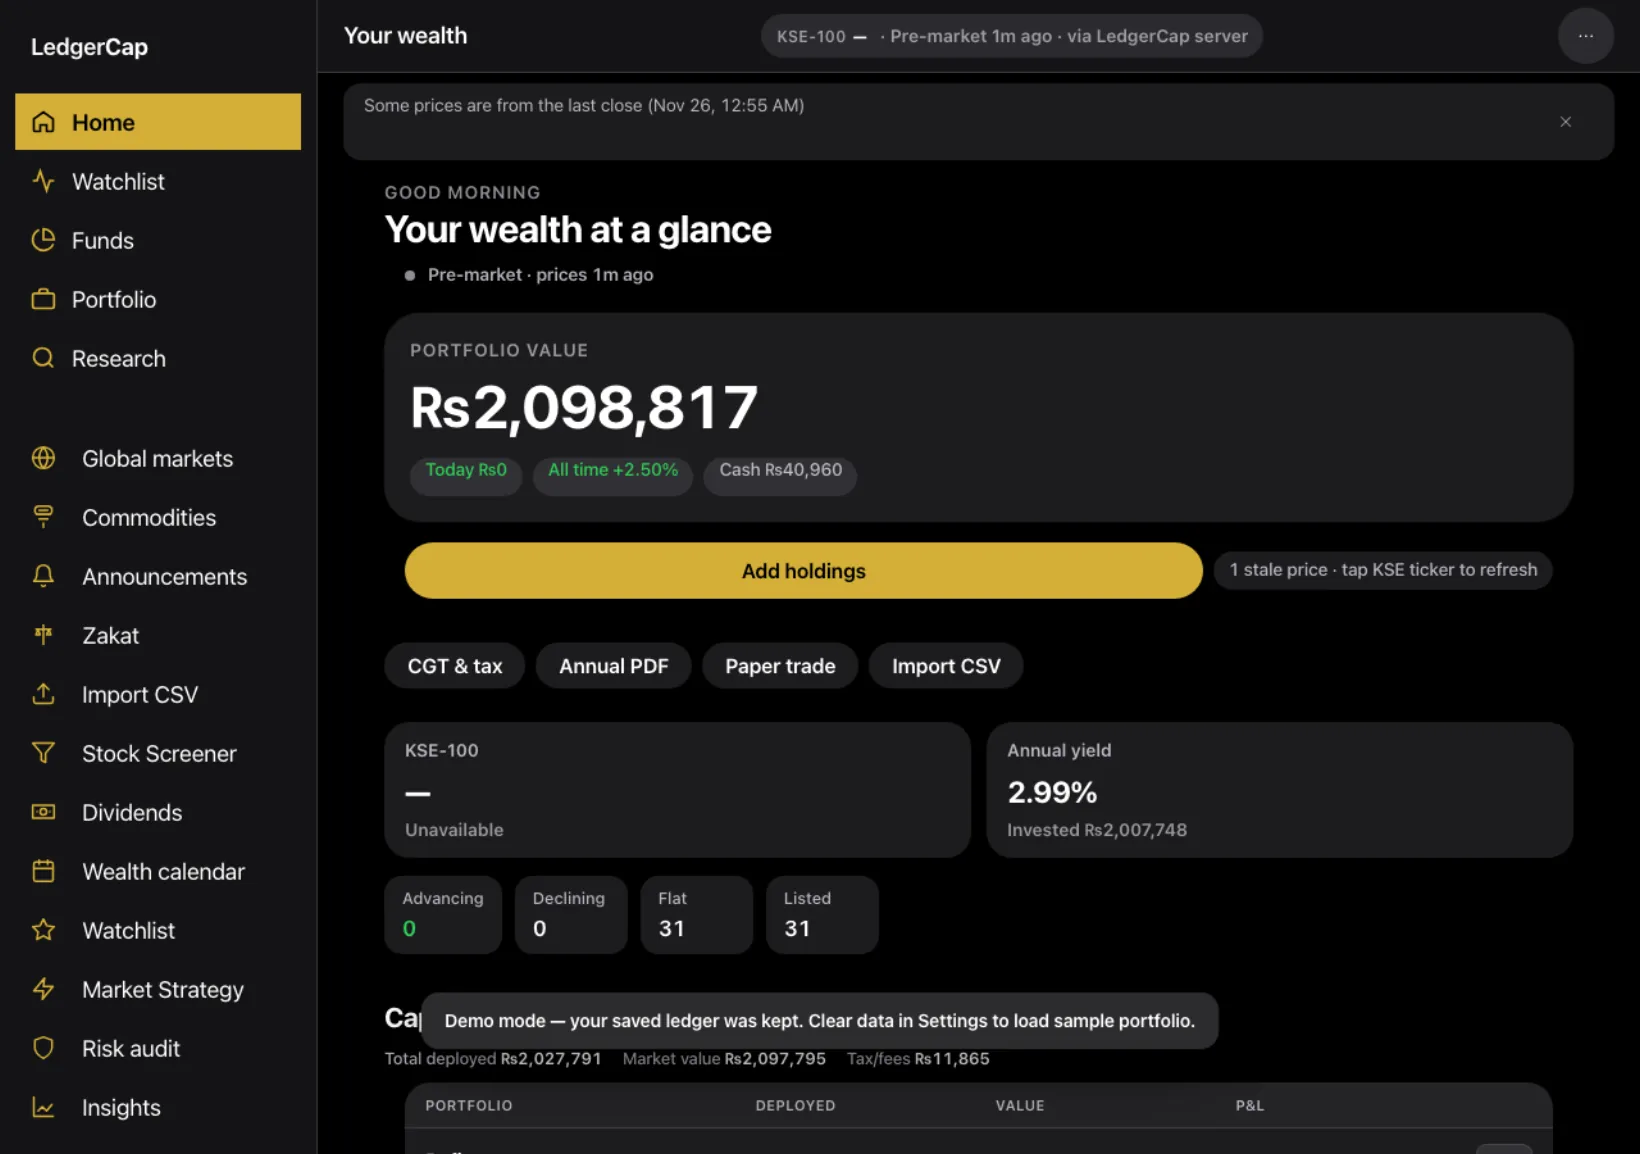 LedgerCap
Home
Watchlist
Funds
Portfolio
Research
Global markets
Commodities
Announcements
Zakat
Import CSV
Stock Screener
Dividends
Wealth calendar
Watchlist
Market Strategy
Risk audit
Insights
Your wealth
KSE-100 — · Pre-market 1m ago · via LedgerCap server
...
Some prices are from the last close (Nov 26, 12:55 AM)
×
GOOD MORNING
Your wealth at a glance
Pre-market · prices 1m ago
PORTFOLIO VALUE
Rs2,098,817
Today Rs0
All time +2.50%
Cash Rs40,960
Add holdings
1 stale price · tap KSE ticker to refresh
CGT & tax
Annual PDF
Paper trade
Import CSV
KSE-100
—
Unavailable
Annual yield
2.99%
Invested Rs2,007,748
Advancing
0
Declining
0
Flat
31
Listed
31
Demo mode — your saved ledger was kept. Clear data in Settings to load sample portfolio.
Total deployed Rs2,027,791 Market value Rs2,097,795 Tax/fees Rs11,865
PORTFOLIO DEPLOYED VALUE P&L